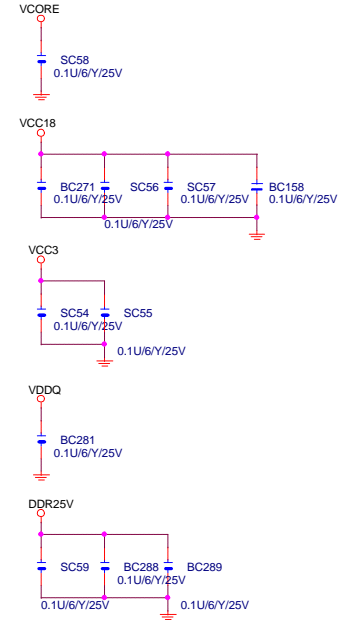 VCORE
SC58
0.1U/6/Y/25V
VCC18
BC271 SC56 SC57 BC158
0.1U/6/Y/25V 0.1U/6/Y/25V 0.1U/6/Y/25V
0.1U/6/Y/25V
VCC3
SC54 SC55
0.1U/6/Y/25V
0.1U/6/Y/25V
VDDQ
BC281
0.1U/6/Y/25V
DDR25V
SC59 BC288 BC289
0.1U/6/Y/25V
0.1U/6/Y/25V 0.1U/6/Y/25V